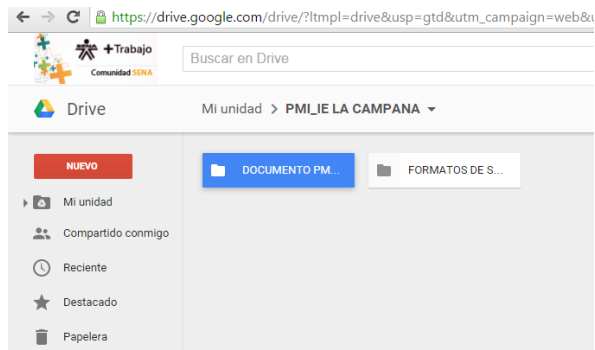 https://drive.google.com/drive/?ltmpl=drive&usp=gtd&utm_campaign=web&u
+Trabajo
Comunidad SENA
Buscar en Drive
Drive
Mi unidad > PMI_IE LA CAMPANA
NUEVO
DOCUMENTO PM...
FORMATOS DE S...
Mi unidad
Compartido conmigo
Reciente
Destacado
Papelera